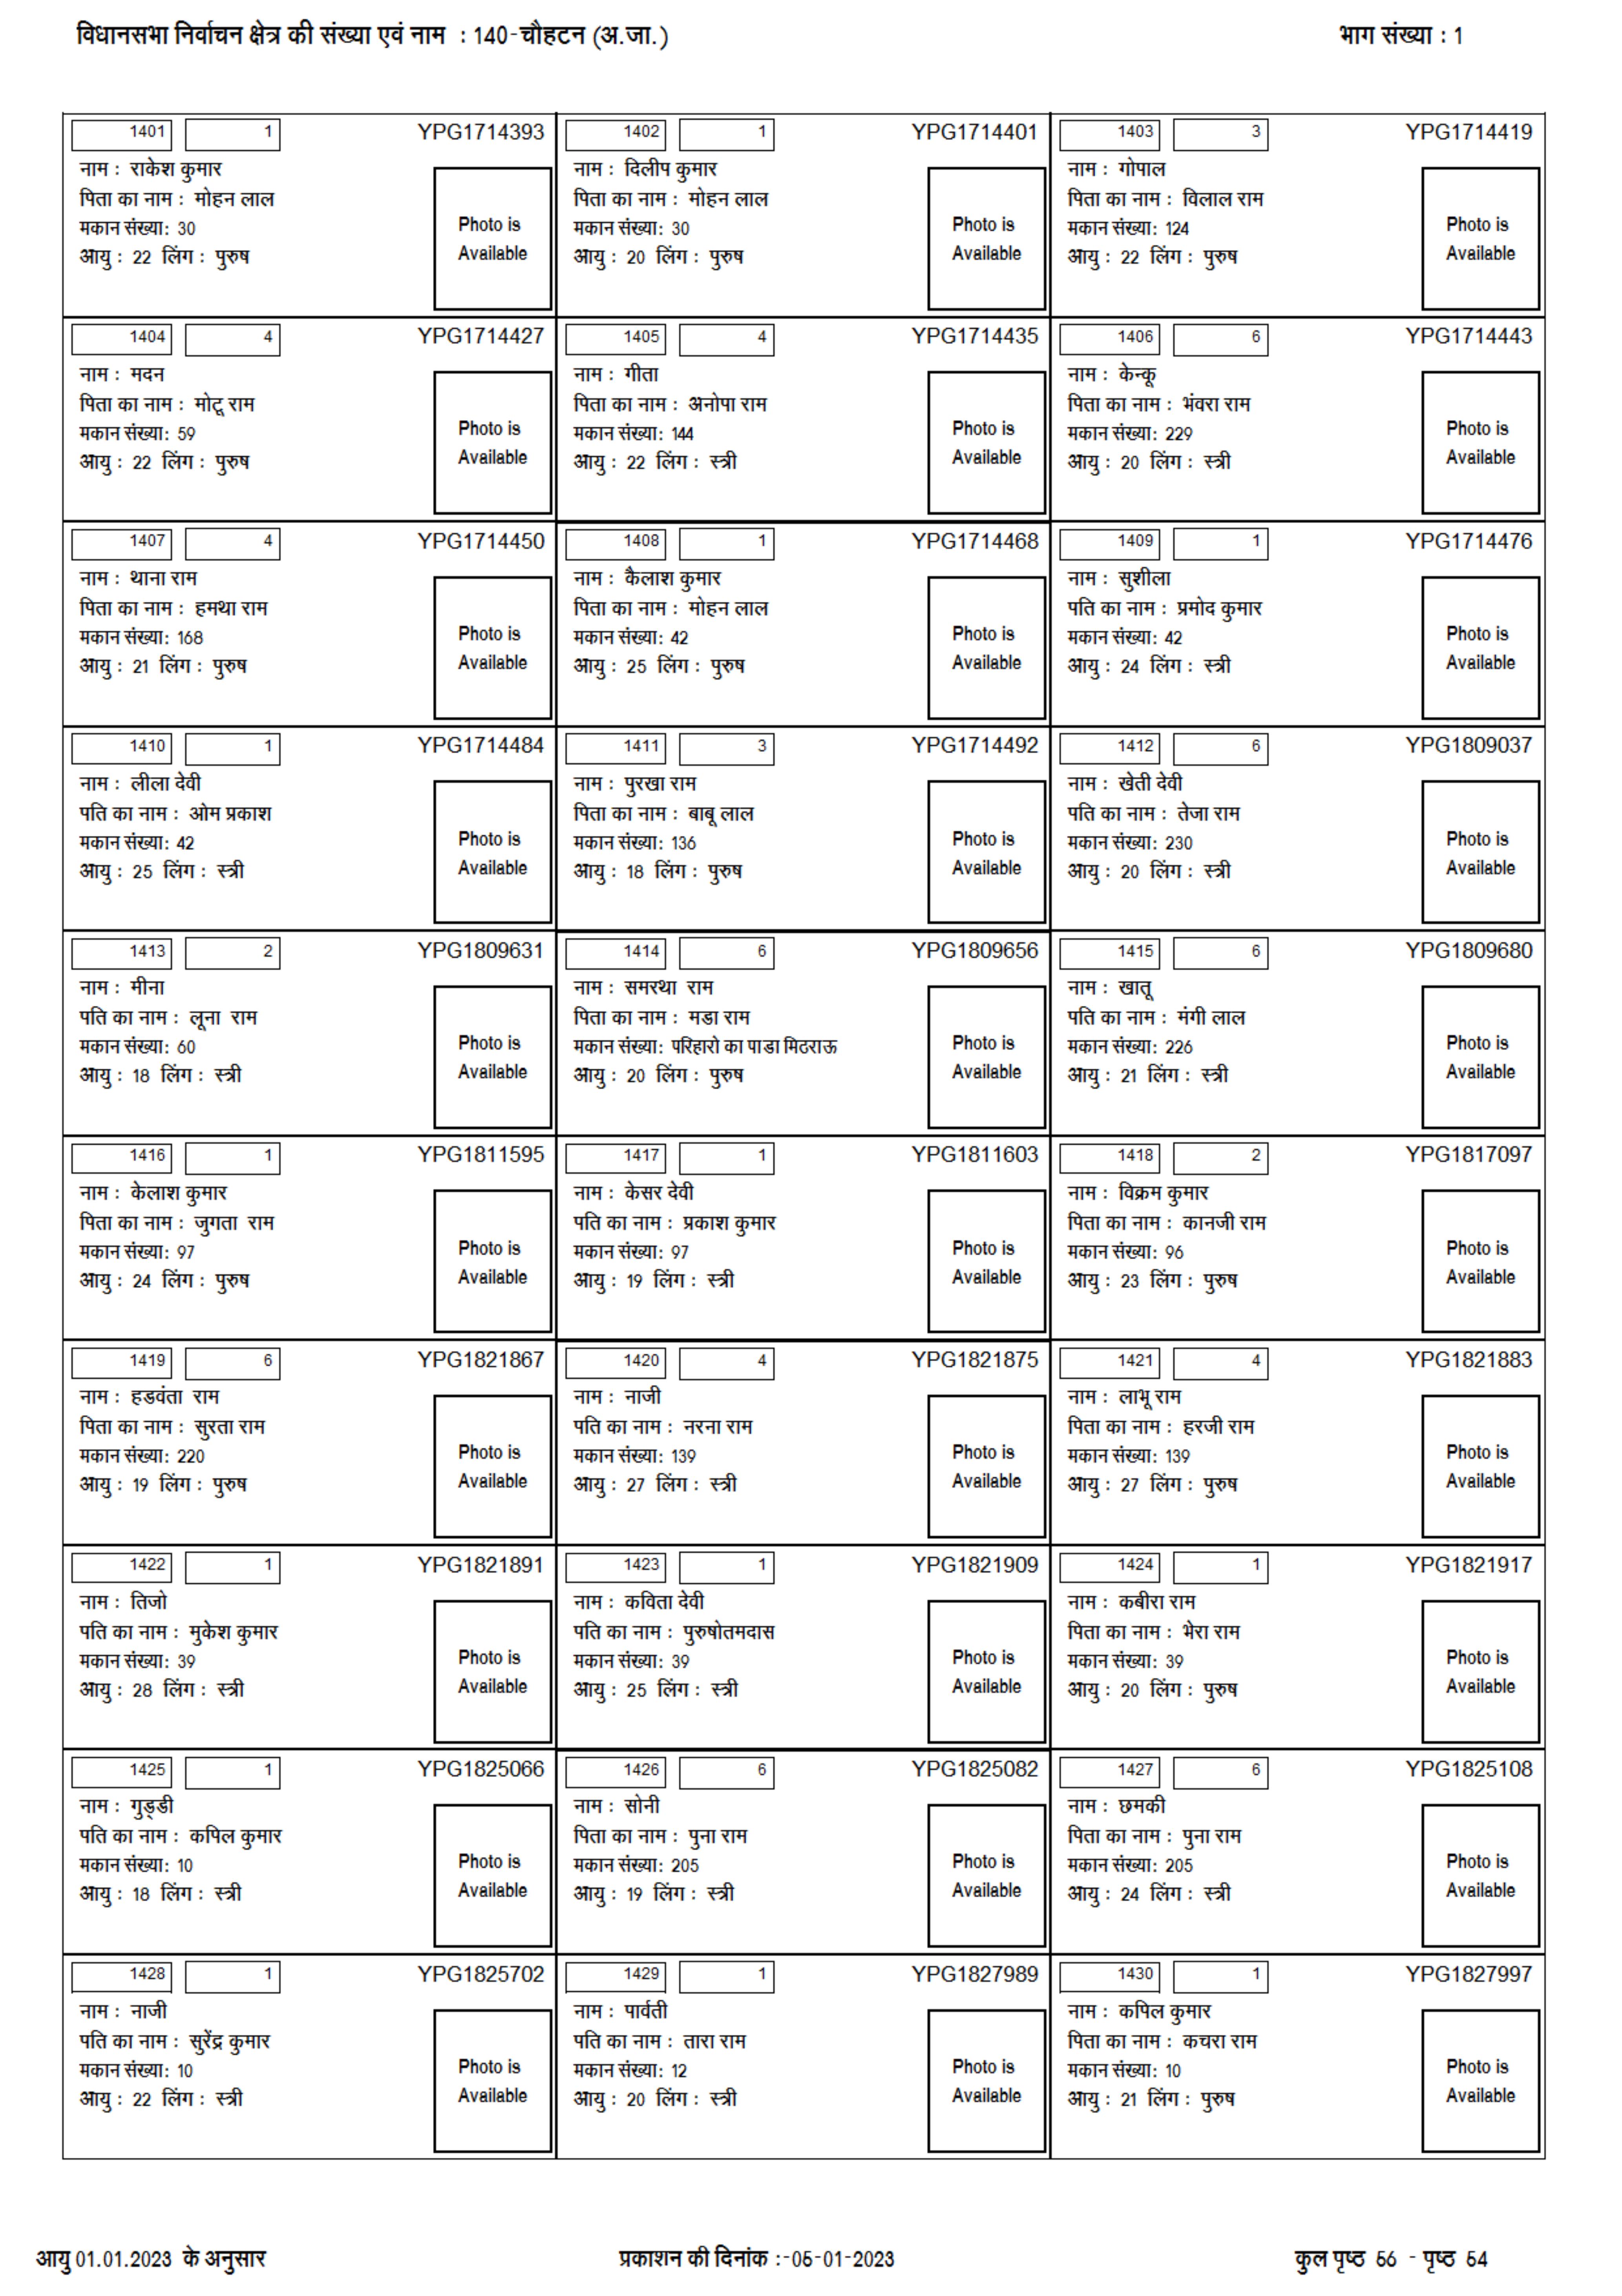 विधानसभा निर्वाचन क्षेत्र की संख्या एवं नाम : 140-चौहटन (अ.जा.) भाग संख्या : 1
1401 1 YPG1714393
नाम : राकेश कुमार
पिता का नाम : मोहन लाल
मकान संख्या: 30
आयु : 22 लिंग : पुरुष
Photo is
Available
1402 1 YPG1714401
नाम : दिलीप कुमार
पिता का नाम : मोहन लाल
मकान संख्या: 30
आयु : 20 लिंग : पुरुष
Photo is
Available
1403 3 YPG1714419
नाम : गोपाल
पिता का नाम : विलाल राम
मकान संख्या: 124
आयु : 22 लिंग : पुरुष
Photo is
Available
1404 4 YPG1714427
नाम : मदन
पिता का नाम : मोटू राम
मकान संख्या: 59
आयु : 22 लिंग : पुरुष
Photo is
Available
1405 4 YPG1714435
नाम : गीता
पिता का नाम : अनोपा राम
मकान संख्या: 144
आयु : 22 लिंग : स्त्री
Photo is
Available
1406 6 YPG1714443
नाम : केन्कू
पिता का नाम : भंवरा राम
मकान संख्या: 229
आयु : 20 लिंग : स्त्री
Photo is
Available
1407 4 YPG1714450
नाम : थाना राम
पिता का नाम : हमथा राम
मकान संख्या: 168
आयु : 21 लिंग : पुरुष
Photo is
Available
1408 1 YPG1714468
नाम : कैलाश कुमार
पिता का नाम : मोहन लाल
मकान संख्या: 42
आयु : 25 लिंग : पुरुष
Photo is
Available
1409 1 YPG1714476
नाम : सुशीला
पति का नाम : प्रमोद कुमार
मकान संख्या: 42
आयु : 24 लिंग : स्त्री
Photo is
Available
1410 1 YPG1714484
नाम : लीला देवी
पति का नाम : ओम प्रकाश
मकान संख्या: 42
आयु : 25 लिंग : स्त्री
Photo is
Available
1411 3 YPG1714492
नाम : पुरखा राम
पिता का नाम : बाबू लाल
मकान संख्या: 136
आयु : 18 लिंग : पुरुष
Photo is
Available
1412 6 YPG1809037
नाम : खेती देवी
पति का नाम : तेजा राम
मकान संख्या: 230
आयु : 20 लिंग : स्त्री
Photo is
Available
1413 2 YPG1809631
नाम : मीना
पति का नाम : लूना राम
मकान संख्या: 60
आयु : 18 लिंग : स्त्री
Photo is
Available
1414 6 YPG1809656
नाम : समरथा राम
पिता का नाम : मडा राम
मकान संख्या: परिहारो का पाडा मिठराऊ
आयु : 20 लिंग : पुरुष
Photo is
Available
1415 6 YPG1809680
नाम : खातू
पति का नाम : मंगी लाल
मकान संख्या: 226
आयु : 21 लिंग : स्त्री
Photo is
Available
1416 1 YPG1811595
नाम : केलाश कुमार
पिता का नाम : जुगता राम
मकान संख्या: 97
आयु : 24 लिंग : पुरुष
Photo is
Available
1417 1 YPG1811603
नाम : केसर देवी
पति का नाम : प्रकाश कुमार
मकान संख्या: 97
आयु : 19 लिंग : स्त्री
Photo is
Available
1418 2 YPG1817097
नाम : विक्रम कुमार
पिता का नाम : कानजी राम
मकान संख्या: 96
आयु : 23 लिंग : पुरुष
Photo is
Available
1419 6 YPG1821867
नाम : हडवंता राम
पिता का नाम : सुरता राम
मकान संख्या: 220
आयु : 19 लिंग : पुरुष
Photo is
Available
1420 4 YPG1821875
नाम : नाजी
पति का नाम : नरना राम
मकान संख्या: 139
आयु : 27 लिंग : स्त्री
Photo is
Available
1421 4 YPG1821883
नाम : लाभू राम
पिता का नाम : हरजी राम
मकान संख्या: 139
आयु : 27 लिंग : पुरुष
Photo is
Available
1422 1 YPG1821891
नाम : तिजो
पति का नाम : मुकेश कुमार
मकान संख्या: 39
आयु : 28 लिंग : स्त्री
Photo is
Available
1423 1 YPG1821909
नाम : कविता देवी
पति का नाम : पुरुषोतमदास
मकान संख्या: 39
आयु : 25 लिंग : स्त्री
Photo is
Available
1424 1 YPG1821917
नाम : कबीरा राम
पिता का नाम : भेरा राम
मकान संख्या: 39
आयु : 20 लिंग : पुरुष
Photo is
Available
1425 1 YPG1825066
नाम : गुड्डी
पति का नाम : कपिल कुमार
मकान संख्या: 10
आयु : 18 लिंग : स्त्री
Photo is
Available
1426 6 YPG1825082
नाम : सोनी
पिता का नाम : पुना राम
मकान संख्या: 205
आयु : 19 लिंग : स्त्री
Photo is
Available
1427 6 YPG1825108
नाम : छमकी
पिता का नाम : पुना राम
मकान संख्या: 205
आयु : 24 लिंग : स्त्री
Photo is
Available
1428 1 YPG1825702
नाम : नाजी
पति का नाम : सुरेंद्र कुमार
मकान संख्या: 10
आयु : 22 लिंग : स्त्री
Photo is
Available
1429 1 YPG1827989
नाम : पार्वती
पति का नाम : तारा राम
मकान संख्या: 12
आयु : 20 लिंग : स्त्री
Photo is
Available
1430 1 YPG1827997
नाम : कपिल कुमार
पिता का नाम : कचरा राम
मकान संख्या: 10
आयु : 21 लिंग : पुरुष
Photo is
Available
आयु 01.01.2023 के अनुसार प्रकाशन की दिनांक :-05-01-2023 कुल पृष्ठ 56 - पृष्ठ 54